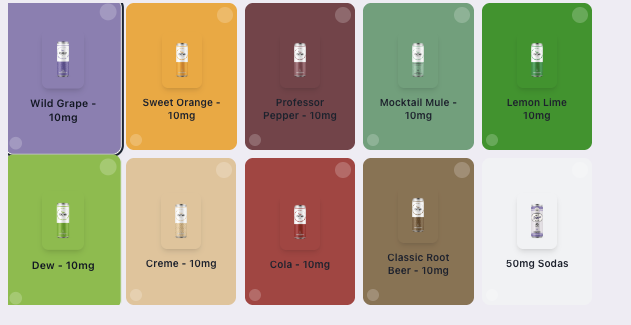 Wild Grape -
10mg
Sweet Orange -
10mg
Professor
Pepper - 10mg
Mocktail Mule -
10mg
Lemon Lime
10mg
Dew - 10mg
Creme - 10mg
Cola - 10mg
Classic Root
Beer - 10mg
50mg Sodas